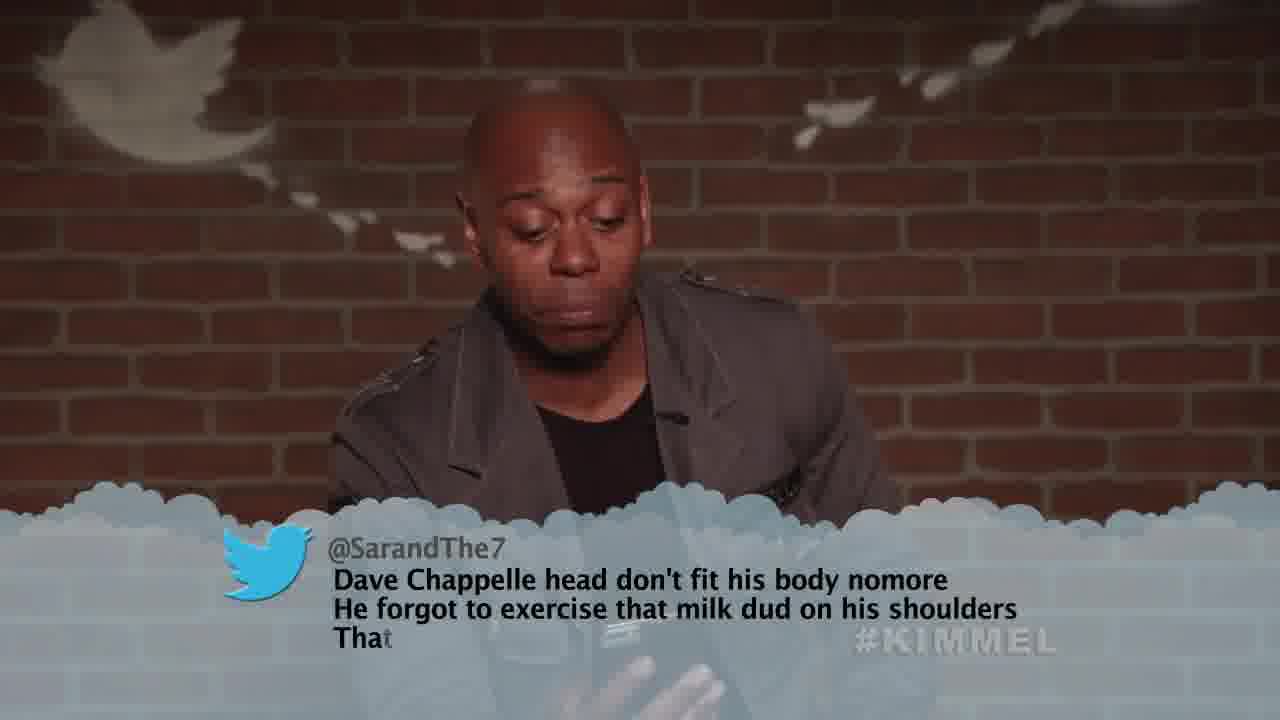 @SarandThe7
Dave Chappelle head don't fit his body nomore
He forgot to exercise that milk dud on his shoulders
That
#KIMMEL